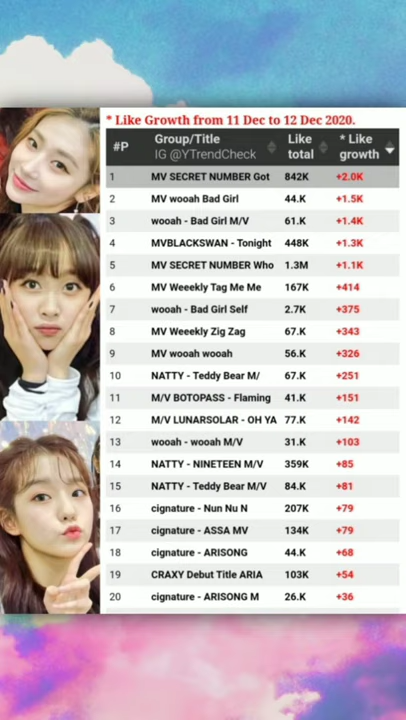 * Like Growth from 11 Dec to 12 Dec 2020.
#P Group/Title IG @YTrendCheck Like total * Like growth
1 MV SECRET NUMBER Got 842K +2.0K
2 MV wooah Bad Girl 44.K +1.5K
3 wooah - Bad Girl M/V 61.K +1.4K
4 MVBLACKSWAN - Tonight 448K +1.3K
5 MV SECRET NUMBER Who 1.3M +1.1K
6 MV Weeekly Tag Me Me 167K +414
7 wooah - Bad Girl Self 2.7K +375
8 MV Weeekly Zig Zag 67.K +343
9 MV wooah wooah 56.K +326
10 NATTY - Teddy Bear M/ 67.K +251
11 M/V BOTOPASS - Flaming 41.K +151
12 M/V LUNARSOLAR - OH YA 77.K +142
13 wooah - wooah M/V 31.K +103
14 NATTY - NINETEEN M/V 359K +85
15 NATTY - Teddy Bear M/V 84.K +81
16 cignature - Nun Nu N 207K +79
17 cignature - ASSA MV 134K +79
18 cignature - ARISONG 44.K +68
19 CRAXY Debut Title ARIA 103K +54
20 cignature - ARISONG M 26.K +36